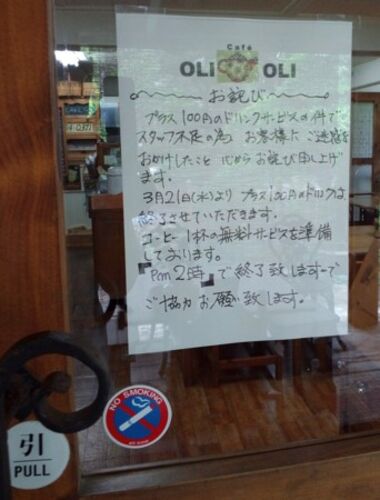 Café
OLI OLI
お詫び
プラス100円のドリンクサービスの件で
スタッフ不足の為 お客様に ご迷惑を
おかけしたこと 心からお詫び申し上げ
ます。
3月21日(水)より プラス100円のドリンクは
終了させていただきます。
コーヒー 1杯の無料サービスを準備
しております。
『Pm 2時』で終了致しますーで
ご協力 お願い致します。
NO SMOKING
引
PULL